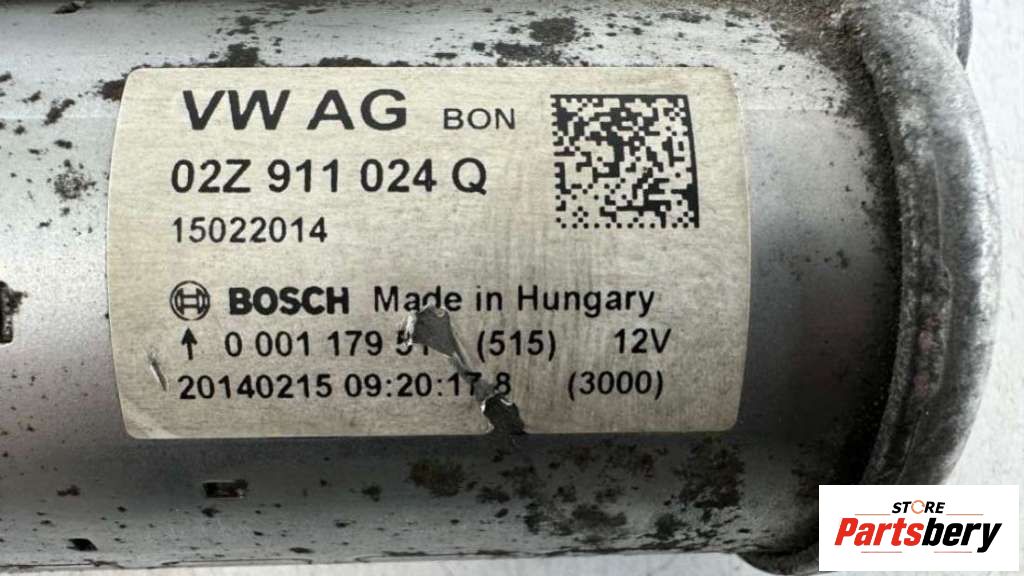 VW AG BON
02Z 911 024 Q
15022014
BOSCH Made in Hungary
↑ 0 001 179 (515) 12V
20140215 09:20:17 8 (3000)
STORE
Partsbery